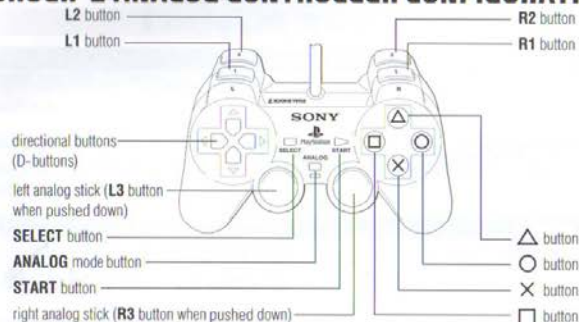 L2 button
R2 button
L1 button
R1 button
SONY
PlayStation
SELECT
START
ANALOG
directional buttons
(D-buttons)
left analog stick (L3 button
when pushed down)
SELECT button
△ button
ANALOG mode button
○ button
START button
✕ button
right analog stick (R3 button when pushed down)
□ button